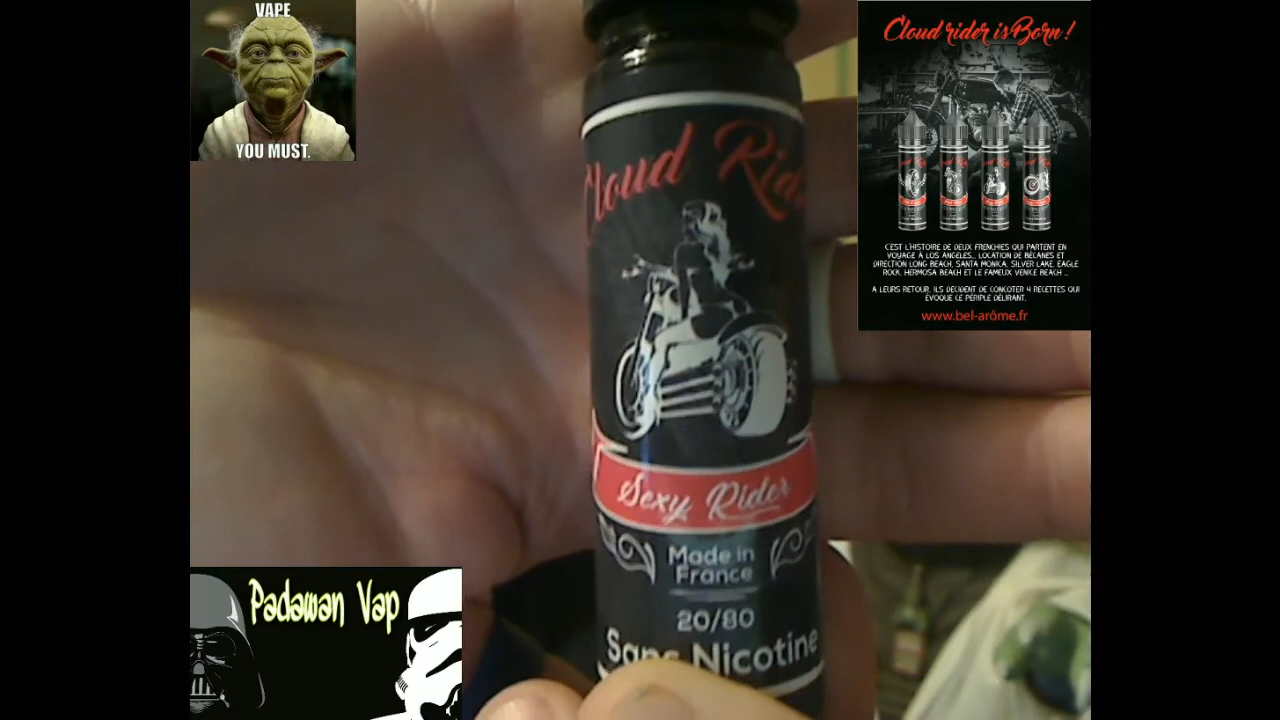 VAPE
YOU MUST.
Cloud Rid
Sexy Rider
Made in
France
20/80
Sans Nicotine
Cloud rider is Born !
C'EST L'HISTOIRE DE DEUX FRENCHIES QUI PARTENT EN
VOYAGE À LOS ANGELES... LOCATION DE BÉCANES ET
DIRECTION LONG BEACH, SANTA MONICA, SILVER LAKE, EAGLE
ROCK, HERMOSA BEACH ET LE FAMEUX VENICE BEACH ...
A LEURS RETOUR, ILS DECIDENT DE CONCOTER 4 RECETTES QUI
ÉVOQUE CE PÉRIPLE DÉLIRANT.
www.bel-arôme.fr
Padawan Vap